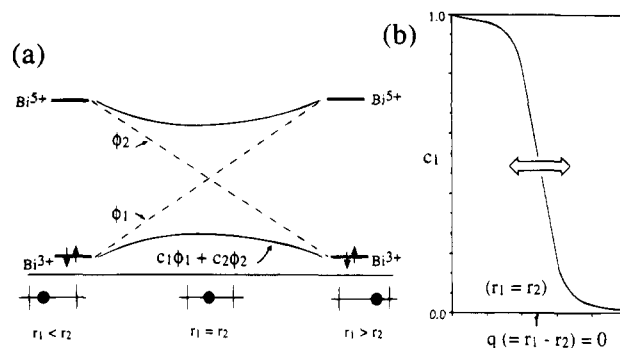 (a)
Bi5+
Bi5+
ϕ2
ϕ1
Bi3+
c1ϕ1 + c2ϕ2
Bi3+
r1 < r2
r1 = r2
r1 > r2
(b)
1.0
c1
(r1 = r2)
0.0
q (= r1 - r2) = 0